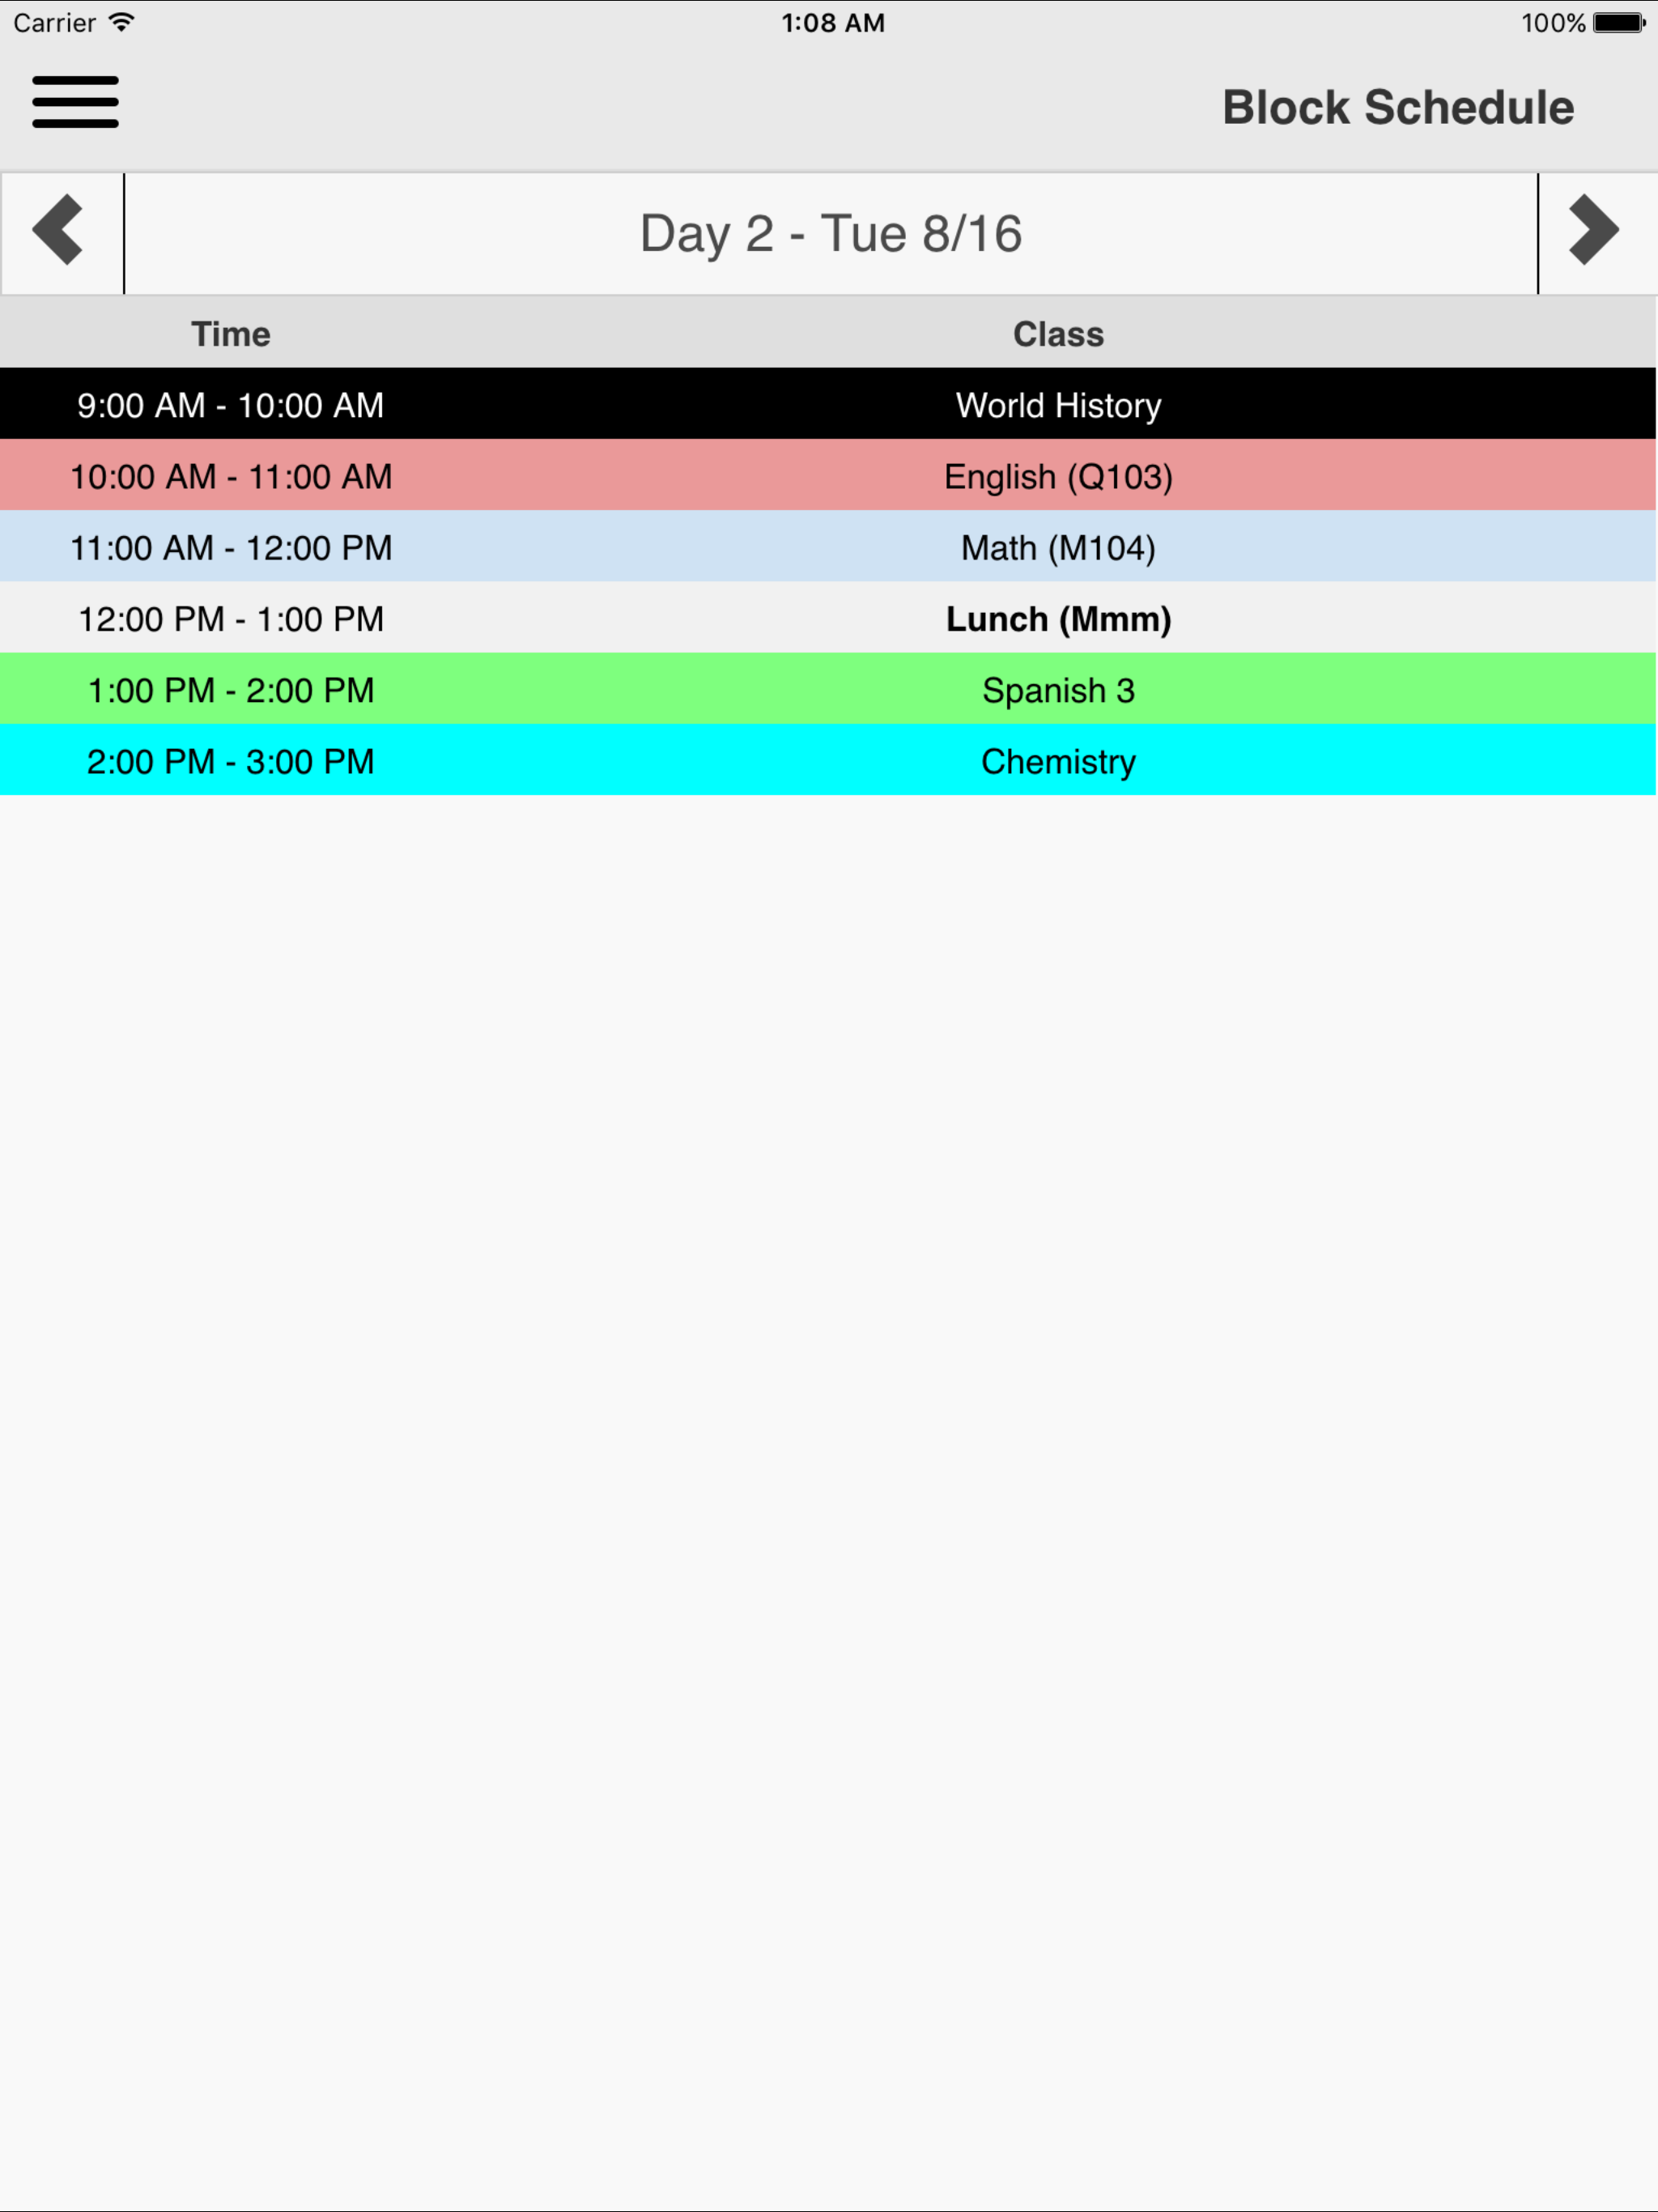 Carrier 1:08 AM 100%
Block Schedule
Day 2 - Tue 8/16
Time Class
9:00 AM - 10:00 AM World History
10:00 AM - 11:00 AM English (Q103)
11:00 AM - 12:00 PM Math (M104)
12:00 PM - 1:00 PM Lunch (Mmm)
1:00 PM - 2:00 PM Spanish 3
2:00 PM - 3:00 PM Chemistry